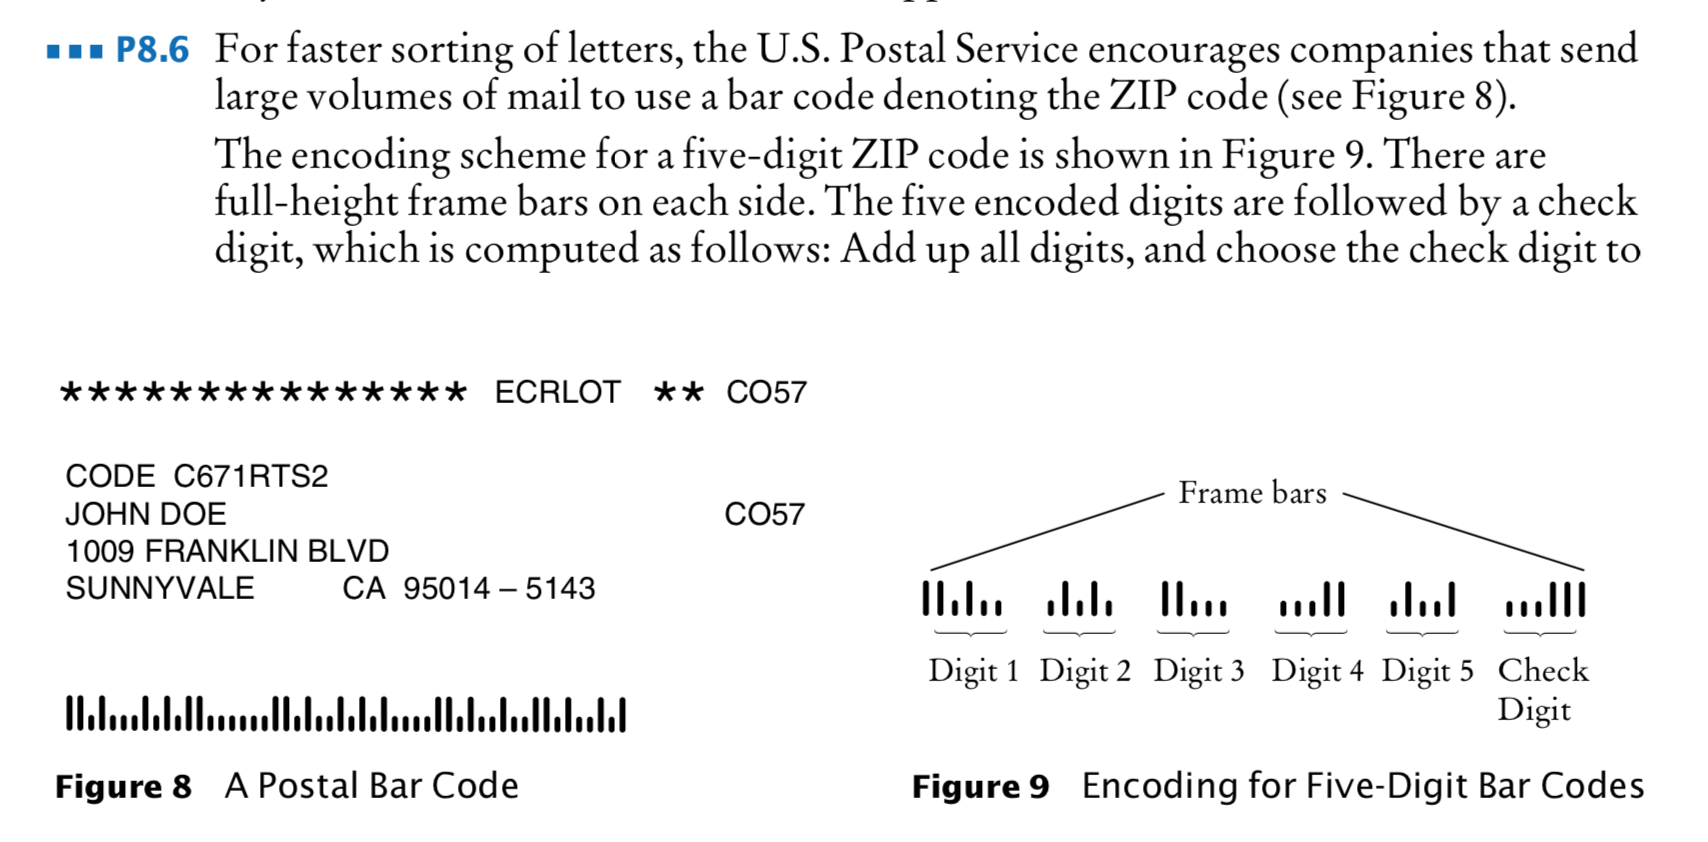 P8.6 For faster sorting of letters, the U.S. Postal Service encourages companies that send
large volumes of mail to use a bar code denoting the ZIP code (see Figure 8).
The encoding scheme for a five-digit ZIP code is shown in Figure 9. There are
full-height frame bars on each side. The five encoded digits are followed by a check
digit, which is computed as follows: Add up all digits, and choose the check digit to
*************** ECRLOT ** CO57
CODE C671RTS2
JOHN DOE CO57
1009 FRANKLIN BLVD
SUNNYVALE CA 95014 – 5143
Figure 8 A Postal Bar Code
Frame bars
Digit 1 Digit 2 Digit 3 Digit 4 Digit 5 Check
Digit
Figure 9 Encoding for Five-Digit Bar Codes